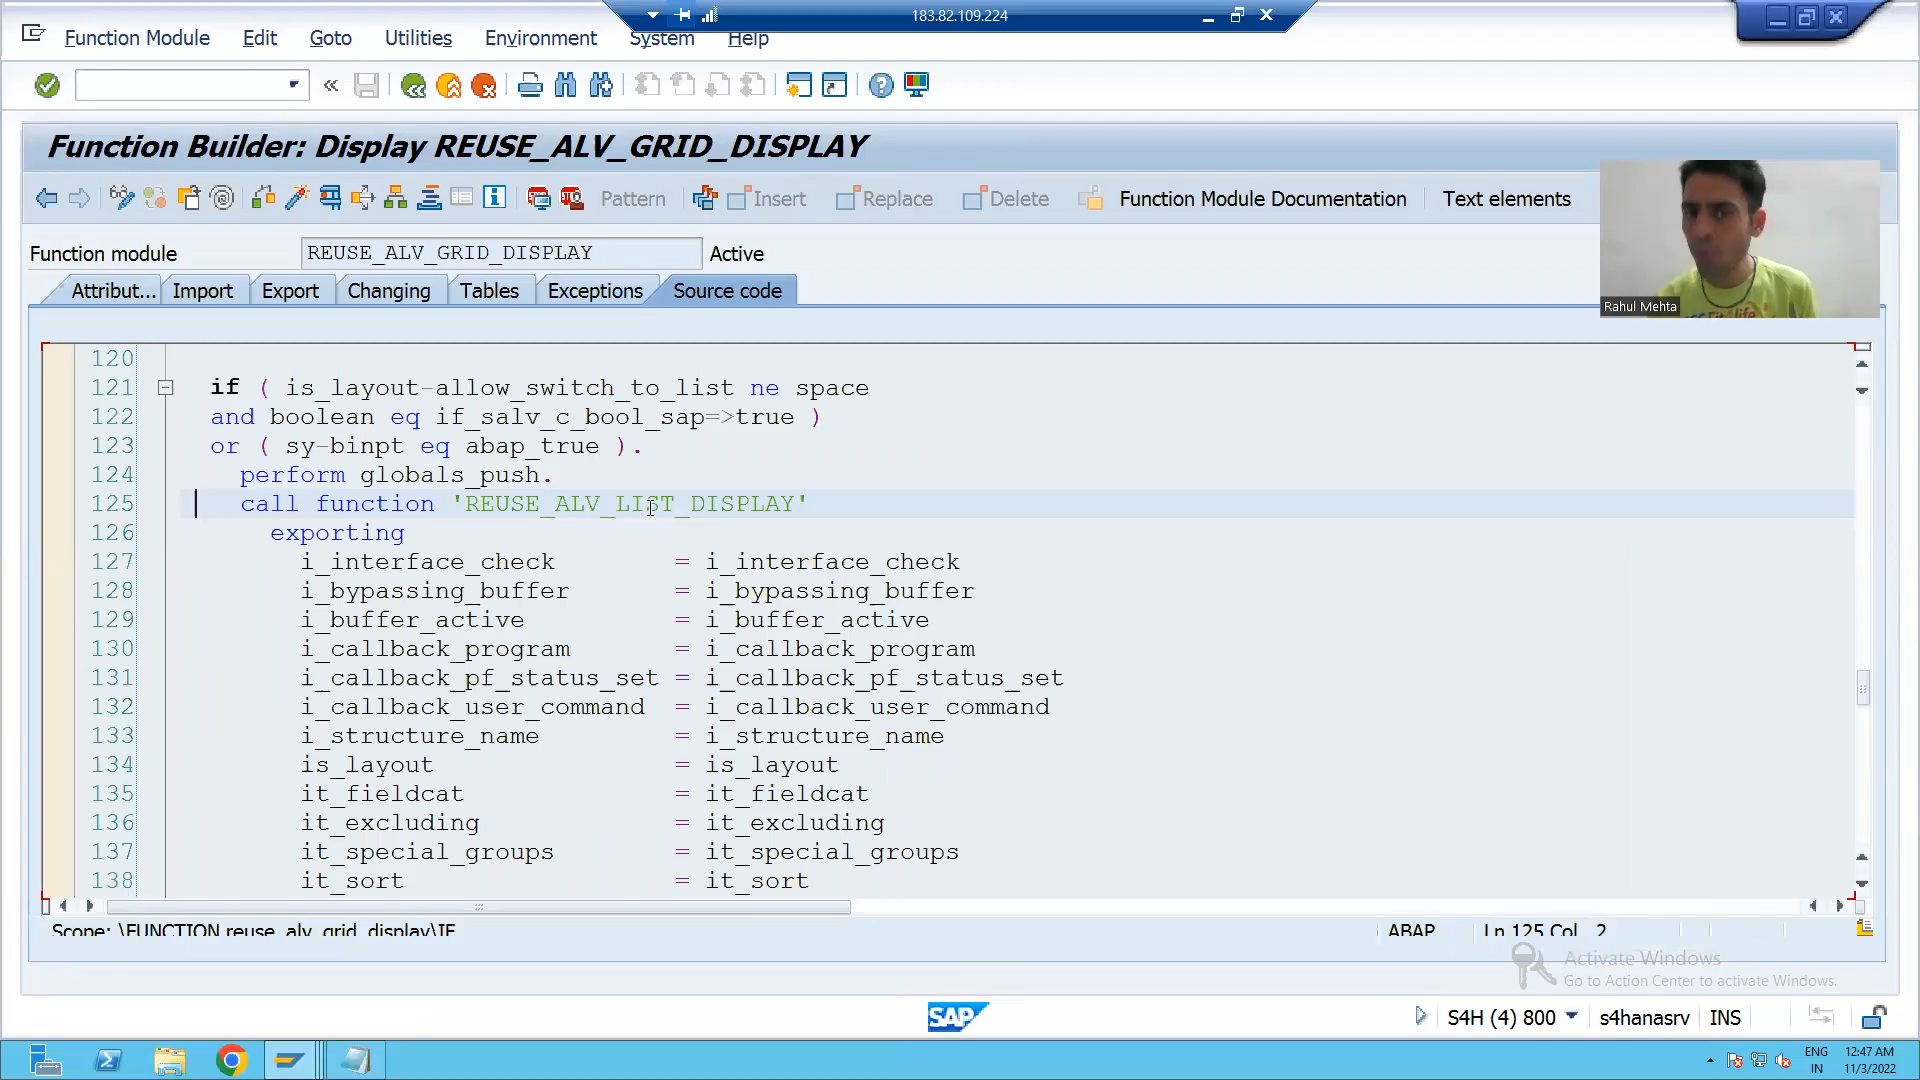 183.82.109.224
Function Module Edit Goto Utilities Environment System Help
Function Builder: Display REUSE_ALV_GRID_DISPLAY
Pattern Insert Replace Delete Function Module Documentation Text elements
Function module REUSE_ALV_GRID_DISPLAY Active
Attribut... Import Export Changing Tables Exceptions Source code
Rahul Mehta
120
121 if ( is_layout-allow_switch_to_list ne space
122 and boolean eq if_salv_c_bool_sap=>true )
123 or ( sy-binpt eq abap_true ).
124 perform globals_push.
125 call function 'REUSE_ALV_LIST_DISPLAY'
126 exporting
127 i_interface_check = i_interface_check
128 i_bypassing_buffer = i_bypassing_buffer
129 i_buffer_active = i_buffer_active
130 i_callback_program = i_callback_program
131 i_callback_pf_status_set = i_callback_pf_status_set
132 i_callback_user_command = i_callback_user_command
133 i_structure_name = i_structure_name
134 is_layout = is_layout
135 it_fieldcat = it_fieldcat
136 it_excluding = it_excluding
137 it_special_groups = it_special_groups
138 it_sort = it_sort
Scope: \FUNCTION reuse_alv_grid_display\IF ABAP Ln 125 Col 2
Activate Windows
Go to Action Center to activate Windows.
SAP S4H (4) 800 s4hanasrv INS
ENG 12:47 AM
IN 11/3/2022